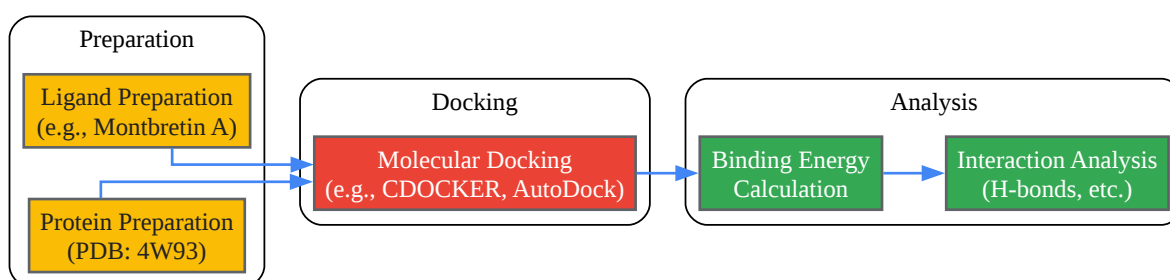 Preparation
Ligand Preparation
(e.g., Montbretin A)
Protein Preparation
(PDB: 4W93)
Docking
Molecular Docking
(e.g., CDOCKER, AutoDock)
Analysis
Binding Energy
Calculation
Interaction Analysis
(H-bonds, etc.)